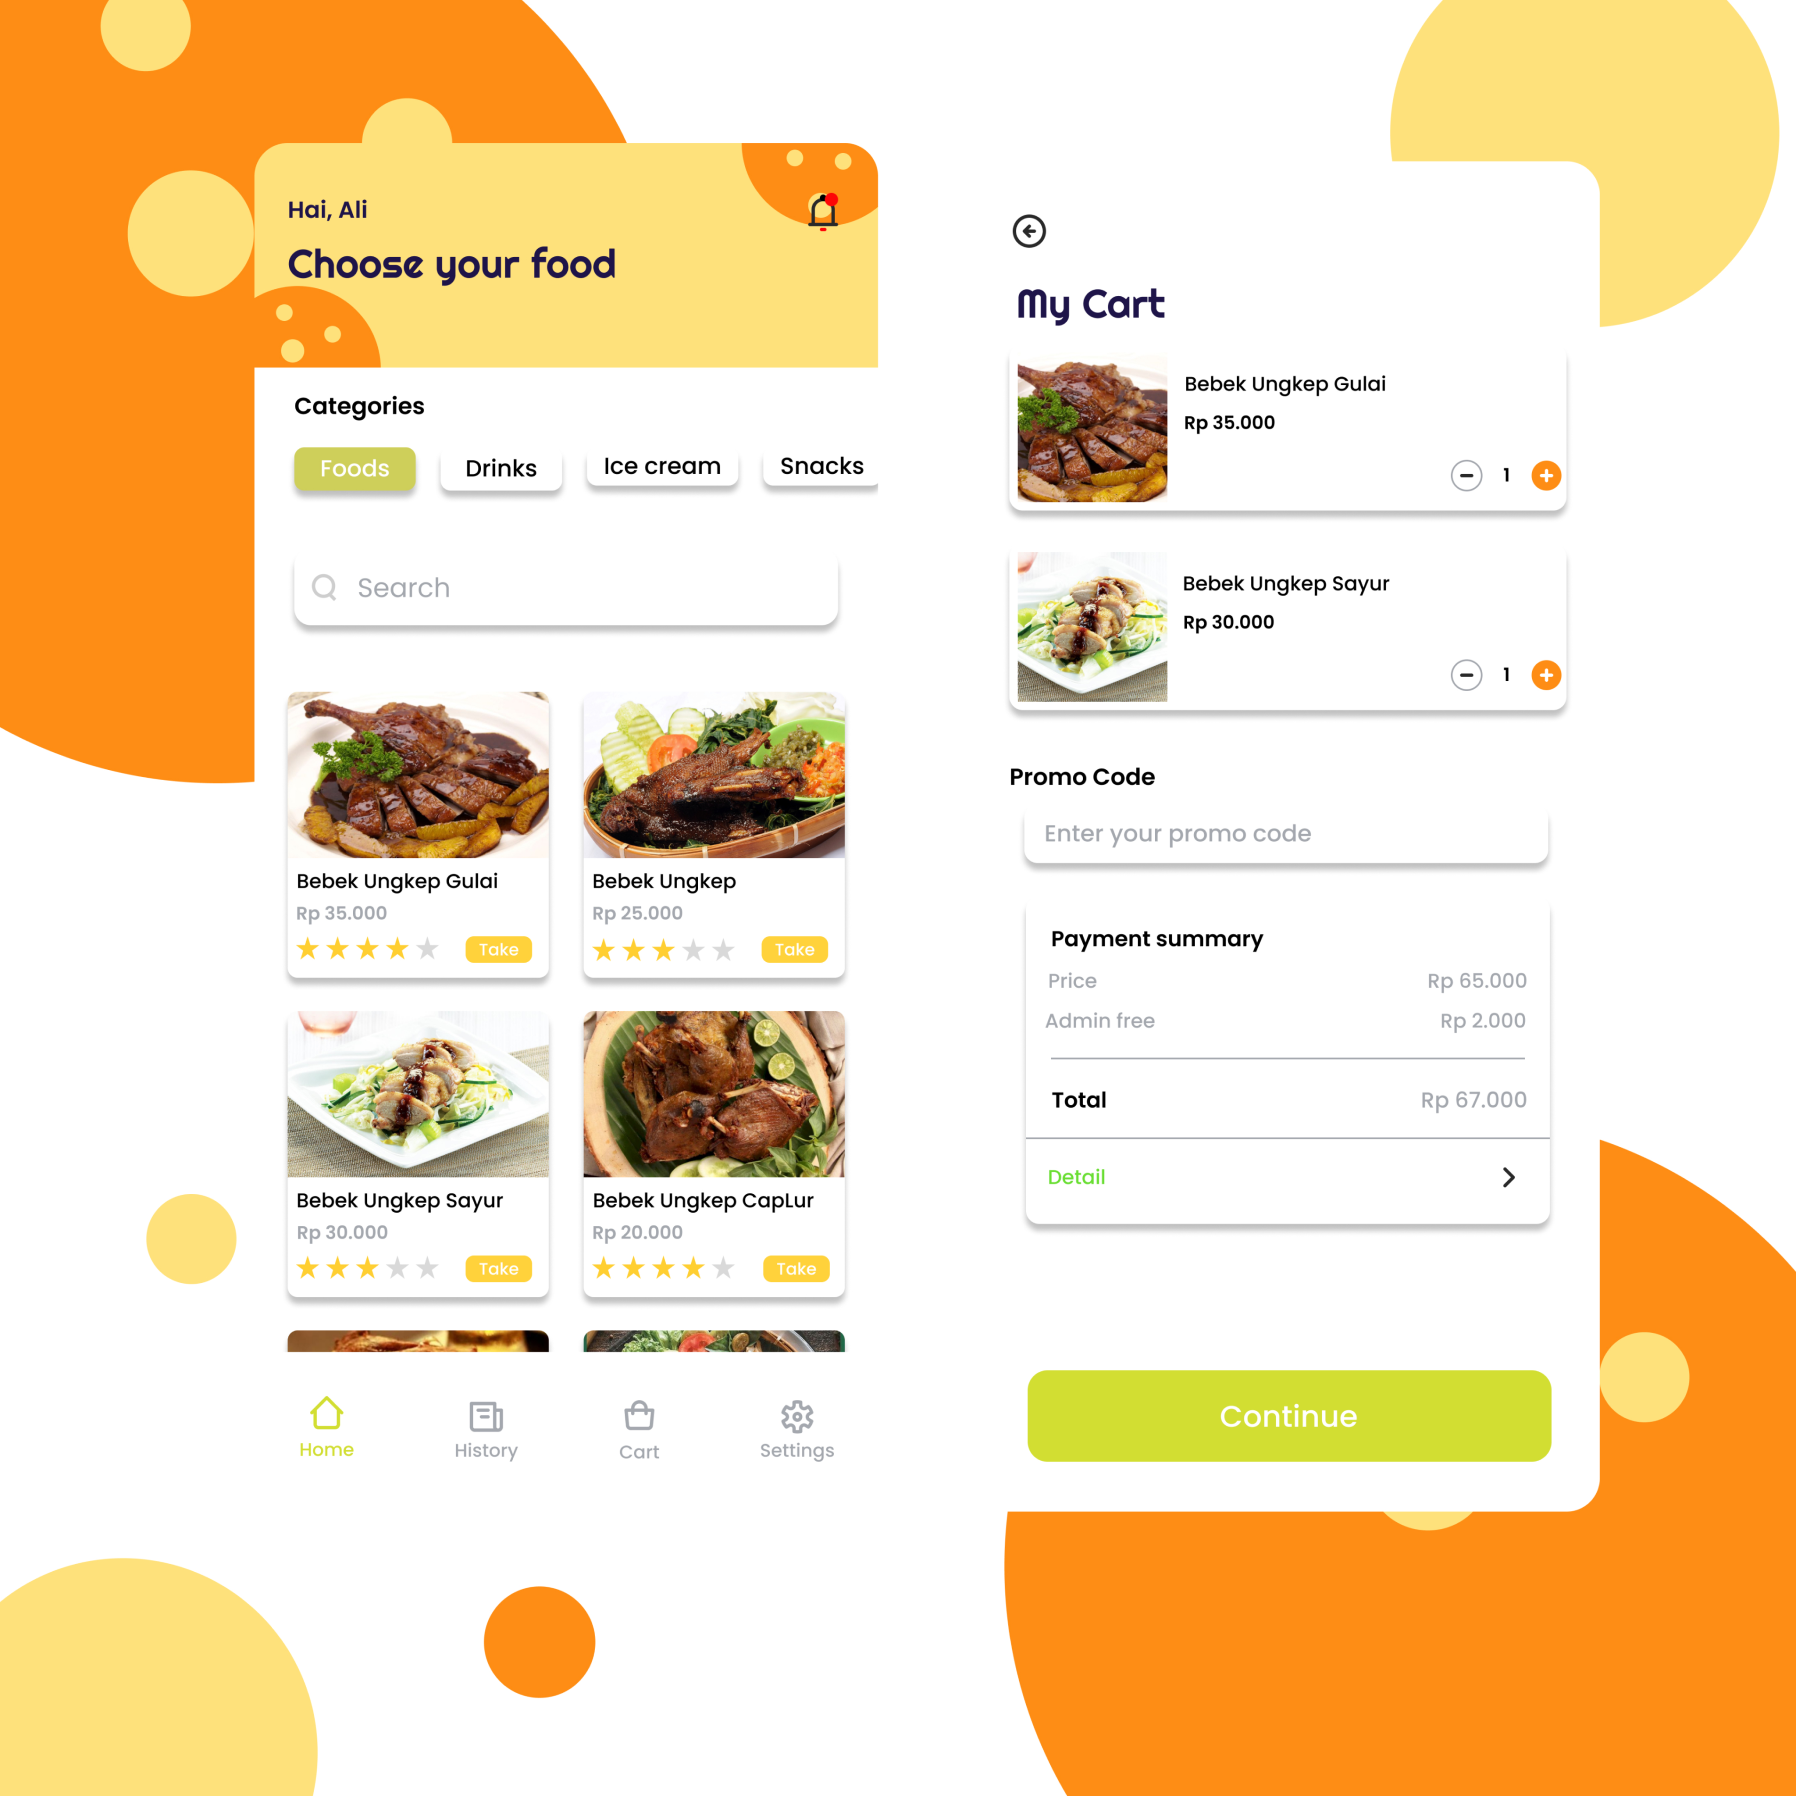 Hai, Ali
Choose your food
Categories
Foods
Drinks
Ice cream
Snacks
Search
Bebek Ungkep Gulai
Rp 35.000
Take
Bebek Ungkep
Rp 25.000
Take
Bebek Ungkep Sayur
Rp 30.000
Take
Bebek Ungkep CapLur
Rp 20.000
Take
Home
History
Cart
Settings
My Cart
Bebek Ungkep Gulai
Rp 35.000
1
Bebek Ungkep Sayur
Rp 30.000
1
Promo Code
Enter your promo code
Payment summary
Price Rp 65.000
Admin free Rp 2.000
Total Rp 67.000
Detail
Continue